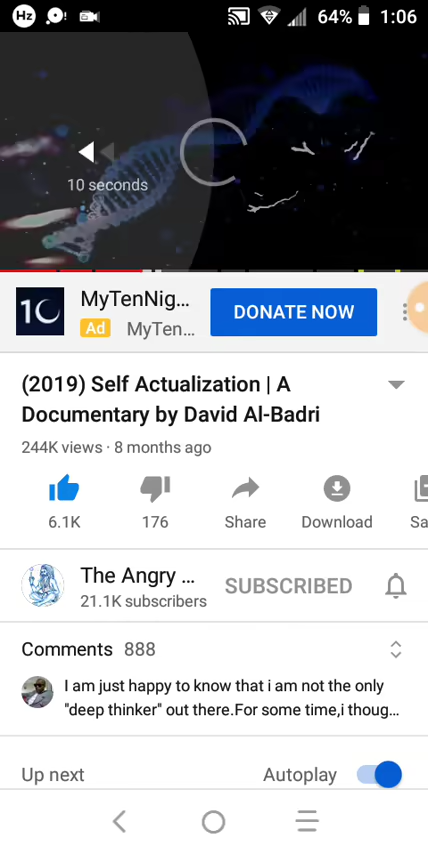 Hz
64% 1:06
10 seconds
1C
MyTenNig...
Ad MyTen...
DONATE NOW
(2019) Self Actualization | A
Documentary by David Al-Badri
244K views · 8 months ago
6.1K 176 Share Download Sa
The Angry ...
21.1K subscribers
SUBSCRIBED
Comments 888
I am just happy to know that i am not the only
"deep thinker" out there.For some time,i thoug...
Up next Autoplay